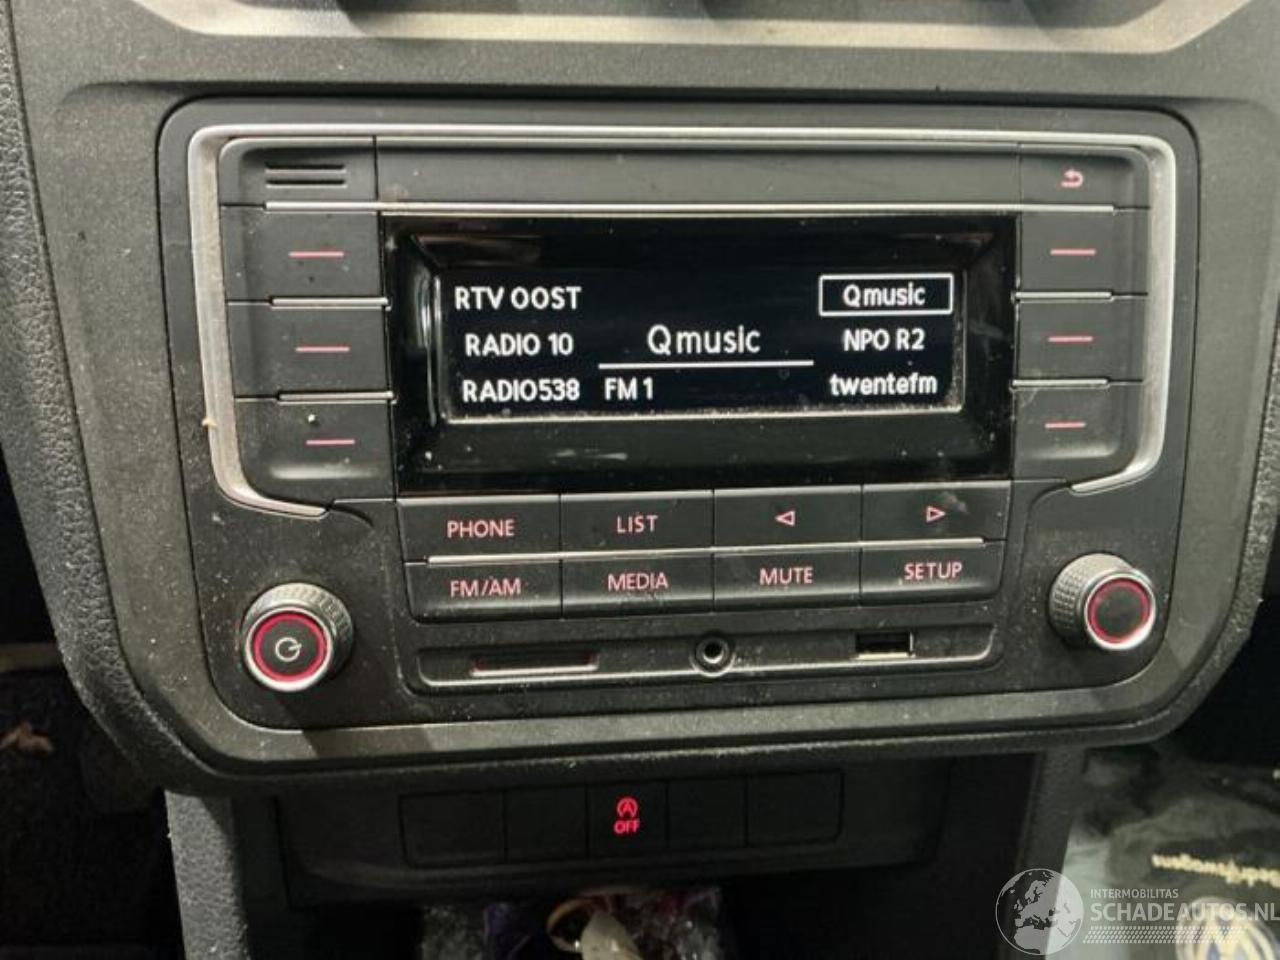 RTV OOST
Qmusic
RADIO 10
Qmusic
NPO R2
RADIO538
FM 1
twentefm
PHONE
LIST
FM/AM
MEDIA
MUTE
SETUP
A
OFF
INTERMOBILITAS
SCHADEAUTOS.NL